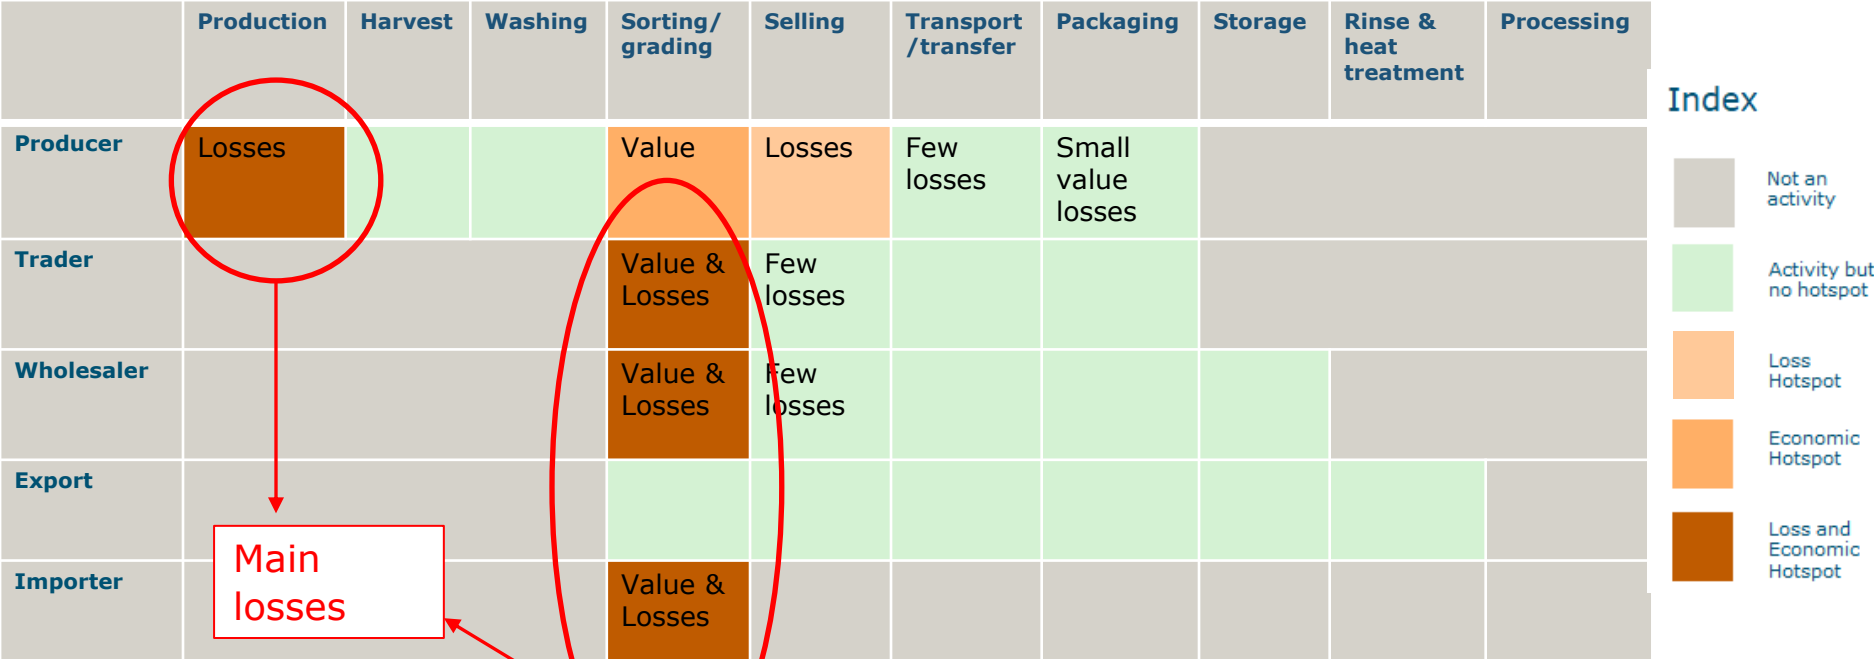 Production Harvest Washing Sorting/ Selling Transport Packaging Storage Rinse & Processing
grading /transfer heat
treatment
Index
Producer Losses Value Losses Few Small
losses value
losses
Not an
activity
Trader Value & Few
Losses losses
Activity but
no hotspot
Wholesaler Value & Few
Losses losses
Loss
Hotspot
Economic
Hotspot
Export
Main
losses
Loss and
Economic
Hotspot
Importer Value &
Losses